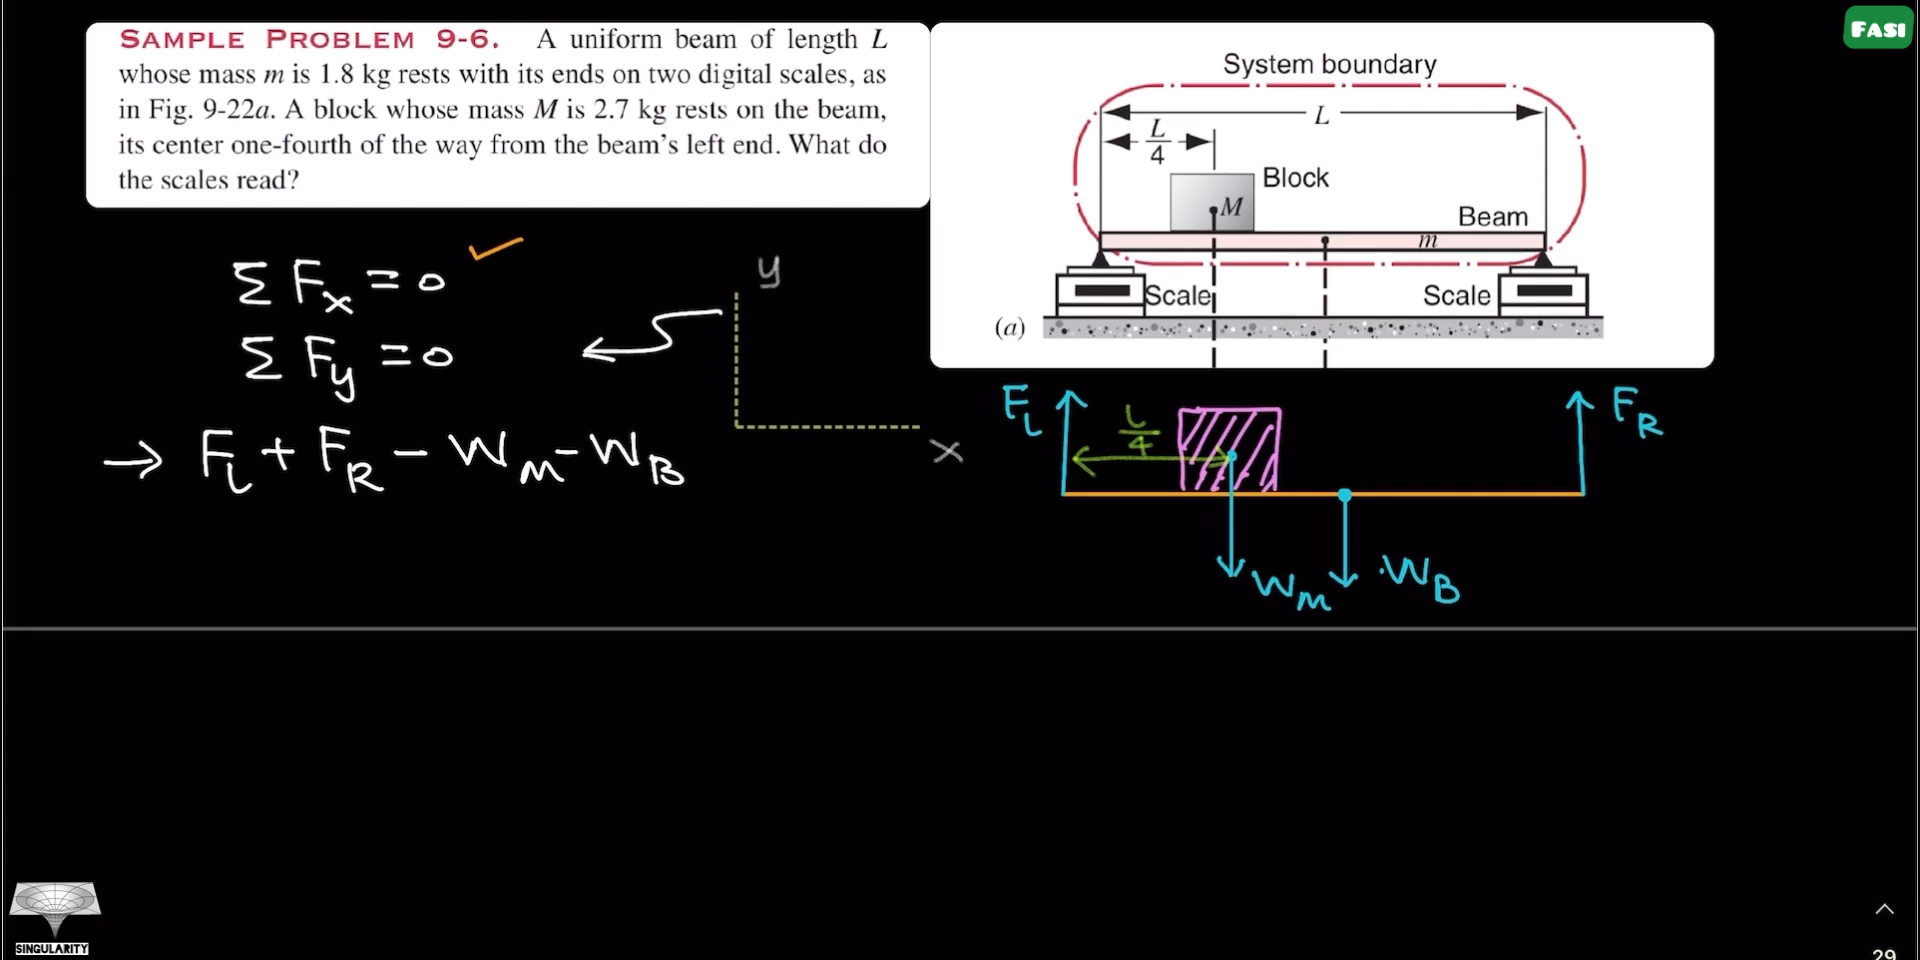 FASI
SAMPLE PROBLEM 9-6. A uniform beam of length L
whose mass m is 1.8 kg rests with its ends on two digital scales, as
in Fig. 9-22a. A block whose mass M is 2.7 kg rests on the beam,
its center one-fourth of the way from the beam's left end. What do
the scales read?
System boundary
L
L/4
Block
M
Beam
m
Scale
Scale
(a)
Σ Fx = 0
Σ Fy = 0
→ FL + FR - WM - WB
y
x
FL
L/4
FR
WM
WB
SINGULARITY
29